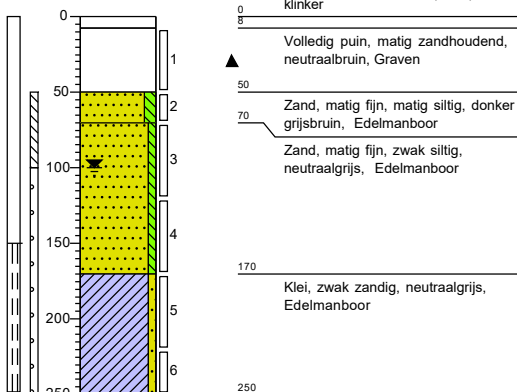 klinker
0
0
8
Volledig puin, matig zandhoudend,
neutraalbruin, Graven
1
50
50
2
Zand, matig fijn, matig siltig, donker
grijsbruin, Edelmanboor
70
3
Zand, matig fijn, zwak siltig,
neutraalgrijs, Edelmanboor
100
4
150
170
5
Klei, zwak zandig, neutraalgrijs,
Edelmanboor
200
6
250
250